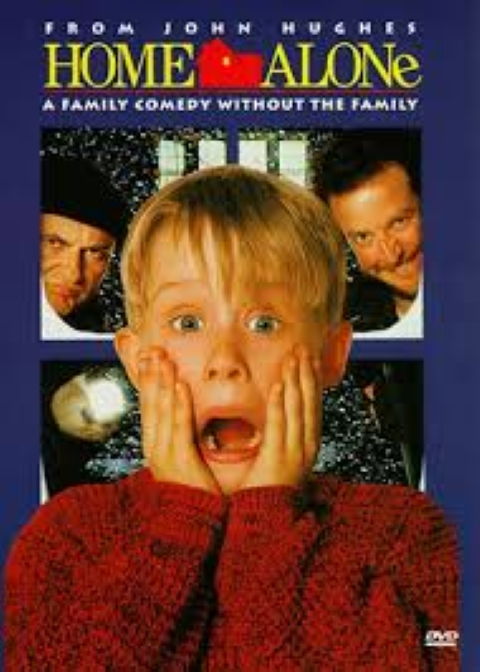 FROM JOHN HUGHES
HOME ALONe
A FAMILY COMEDY WITHOUT THE FAMILY
DVD